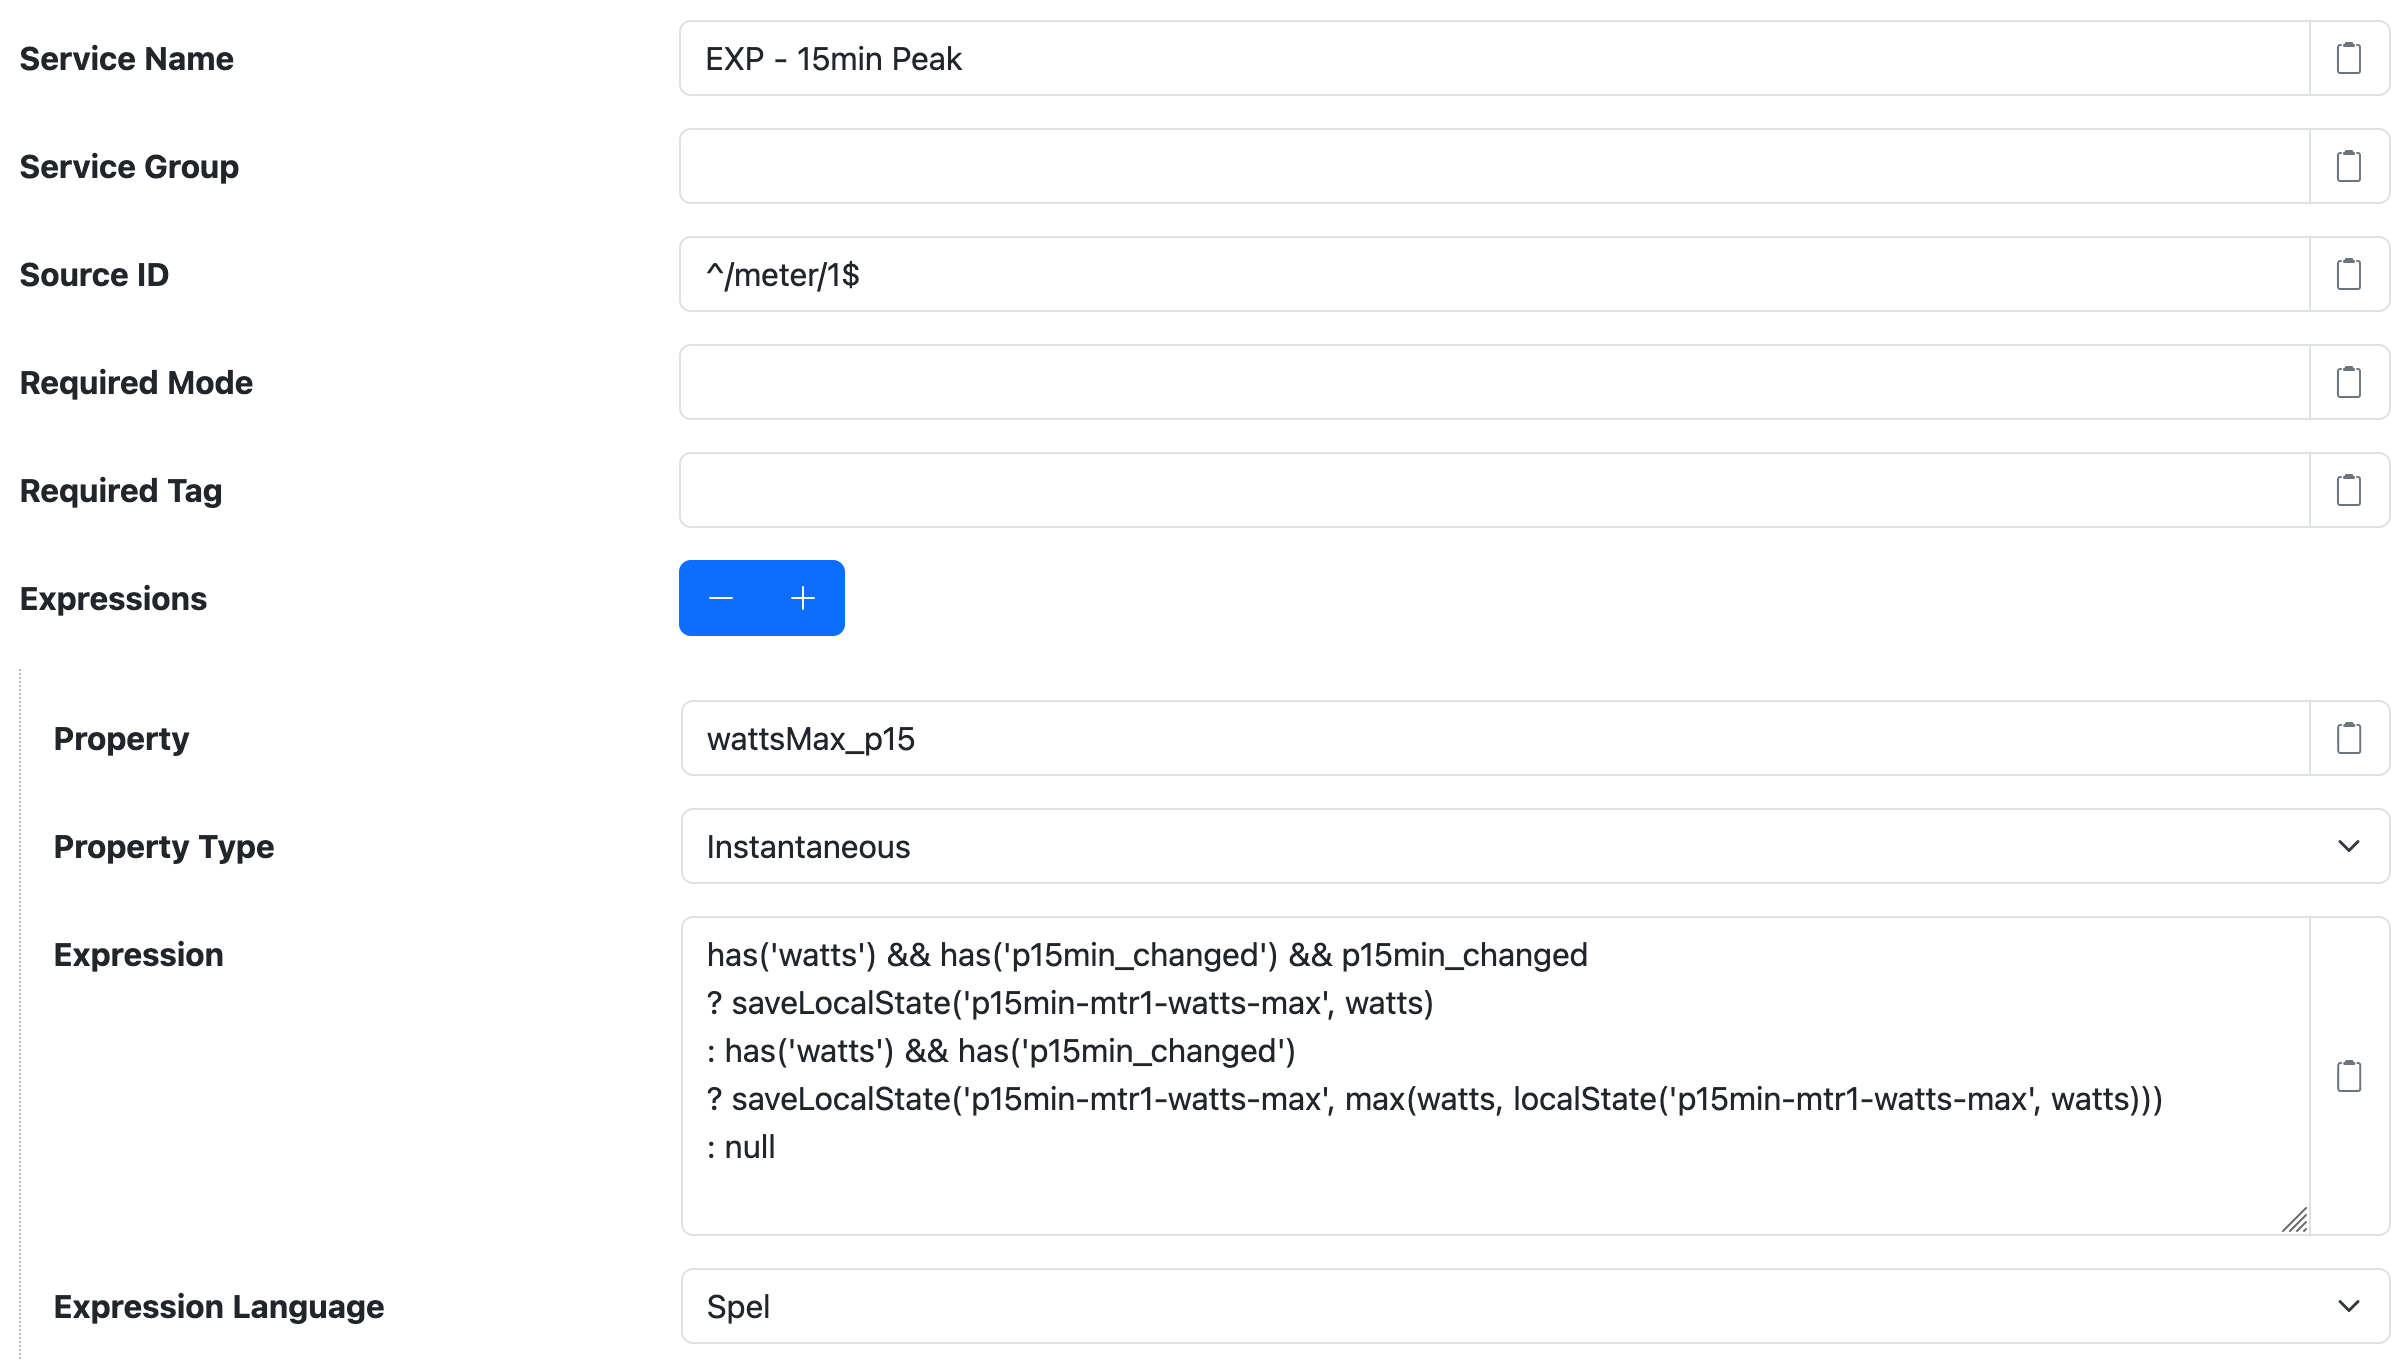 Service Name
EXP - 15min Peak
Service Group
Source ID
^/meter/1$
Required Mode
Required Tag
Expressions
Property
wattsMax_p15
Property Type
Instantaneous
Expression
has('watts') && has('p15min_changed') && p15min_changed
? saveLocalState('p15min-mtr1-watts-max', watts)
: has('watts') && has('p15min_changed')
? saveLocalState('p15min-mtr1-watts-max', max(watts, localState('p15min-mtr1-watts-max', watts)))
: null
Expression Language
Spel